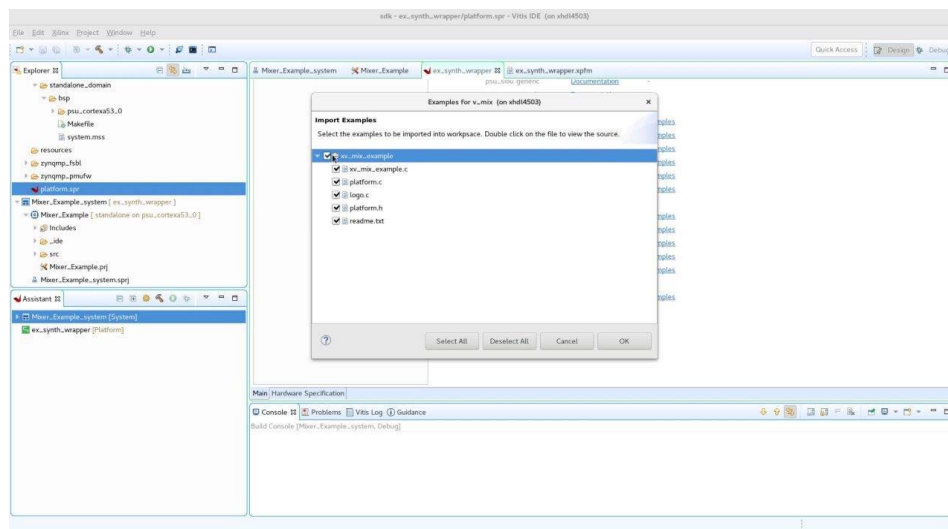 sdk - ex_synth_wrapper/platform.spr - Vitis IDE (on xhdl4503)
File Edit Xilinx Project Window Help
Quick Access Design Debug
Explorer
standalone_domain
bsp
psu_cortexa53_0
Makefile
system.mss
resources
zynqmp_fsbl
zynqmp_pmufw
platform.spr
Mixer_Example_system [ ex_synth_wrapper ]
Mixer_Example [ standalone on psu_cortexa53_0 ]
Includes
_ide
src
Mixer_Example.prj
Mixer_Example_system.sprj
Assistant
Mixer_Example_system [System]
ex_synth_wrapper [Platform]
Mixer_Example_system Mixer_Example ex_synth_wrapper ex_synth_wrapper.xpfm
generic Documentation -
Examples for v_mix (on xhdl4503)
Import Examples
Select the examples to be imported into workpsace. Double click on the file to view the source.
xv_mix_example
xv_mix_example.c
platform.c
logo.c
platform.h
readme.txt
Select All Deselect All Cancel OK
Main Hardware Specification
Console Problems Vitis Log Guidance
Build Console [Mixer_Example_system, Debug]